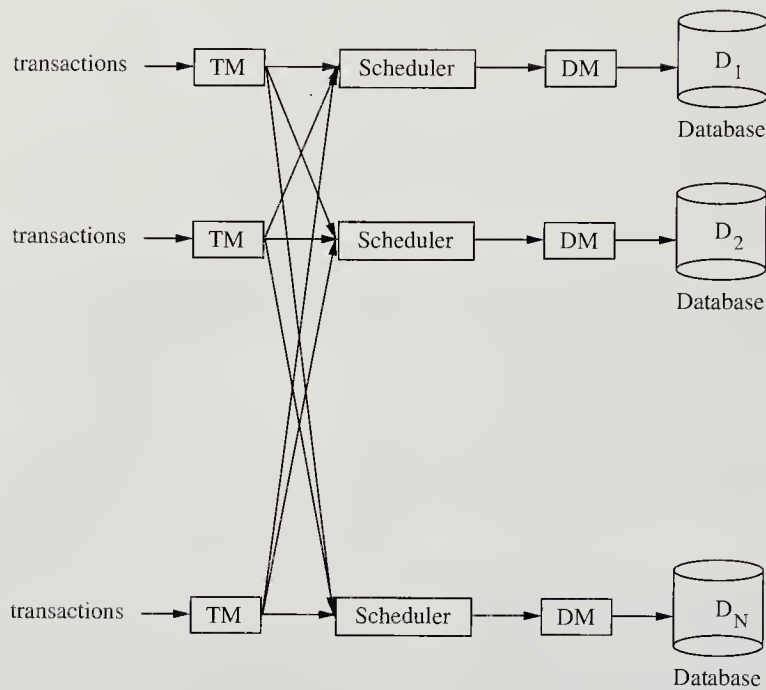 transactions TM Scheduler DM D1
Database
transactions TM Scheduler DM D2
Database
transactions TM Scheduler DM DN
Database